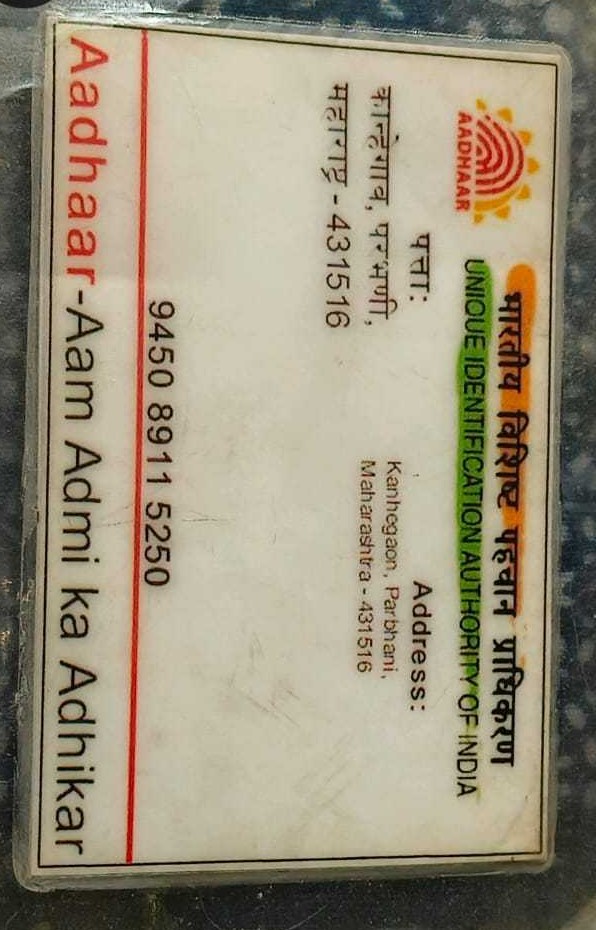 भारतीय विशिष्ट पहचान प्राधिकरण
UNIQUE IDENTIFICATION AUTHORITY OF INDIA
AADHAAR
पत्ता:
कान्हेगाव, परभणी,
महाराष्ट्र - 431516
Address:
Kanhegaon, Parbhani,
Maharashtra - 431516
9450 8911 5250
Aadhaar-Aam Admi ka Adhikar